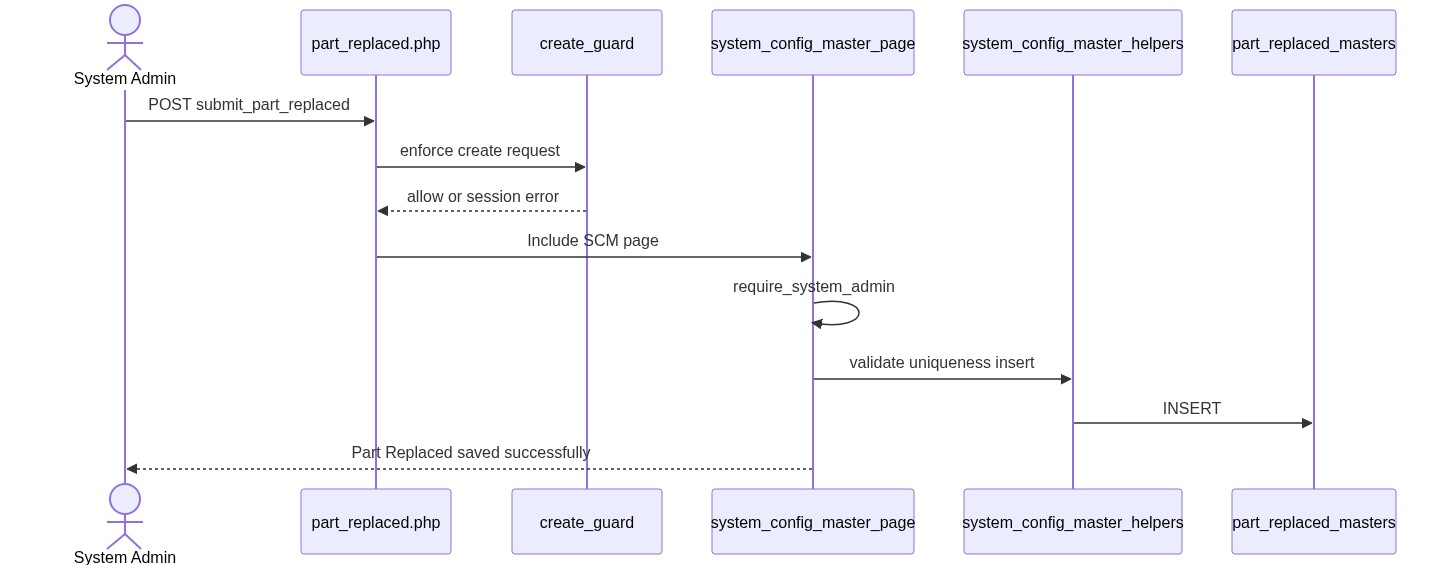 System Admin
part_replaced.php
create_guard
system_config_master_page
system_config_master_helpers
part_replaced_masters
POST submit_part_replaced
enforce create request
allow or session error
Include SCM page
require_system_admin
validate uniqueness insert
INSERT
Part Replaced saved successfully
System Admin
part_replaced.php
create_guard
system_config_master_page
system_config_master_helpers
part_replaced_masters